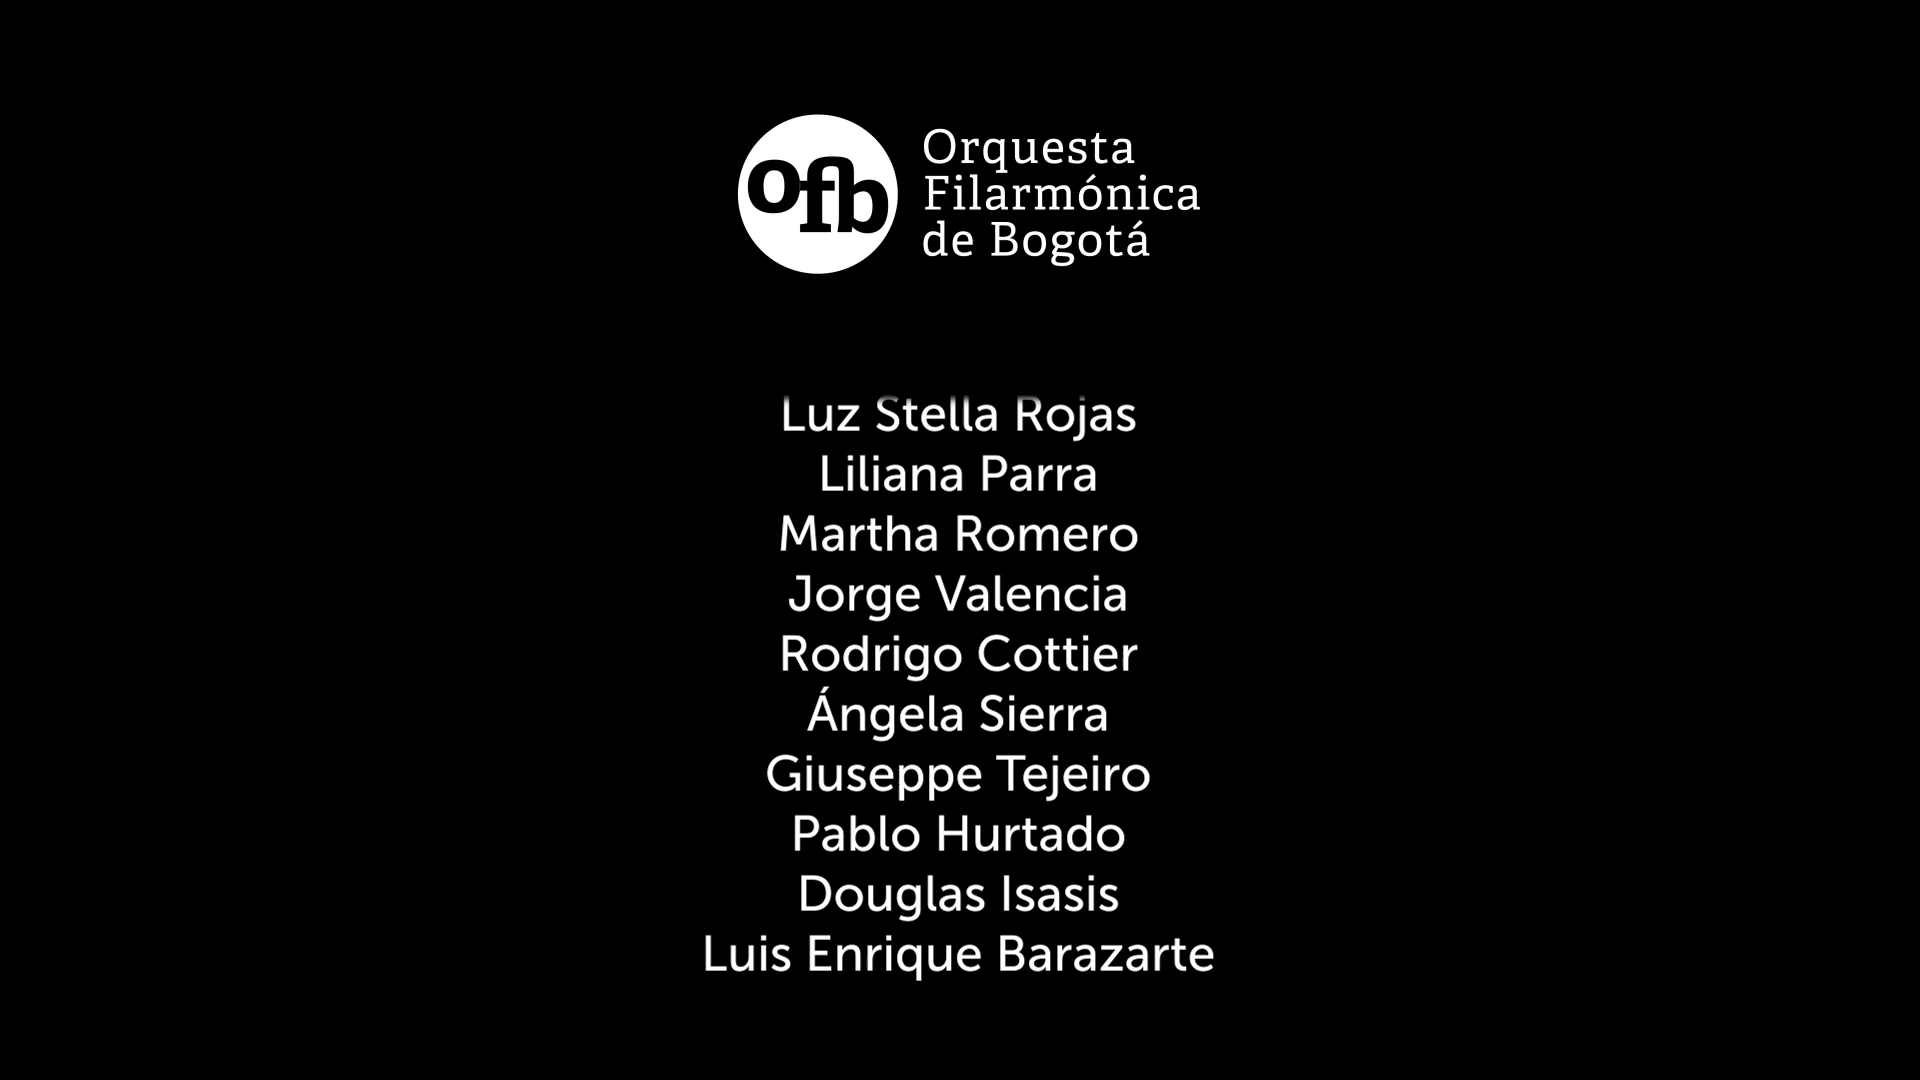 ofb
Orquesta
Filarmónica
de Bogotá
Luz Stella Rojas
Liliana Parra
Martha Romero
Jorge Valencia
Rodrigo Cottier
Ángela Sierra
Giuseppe Tejeiro
Pablo Hurtado
Douglas Isasis
Luis Enrique Barazarte